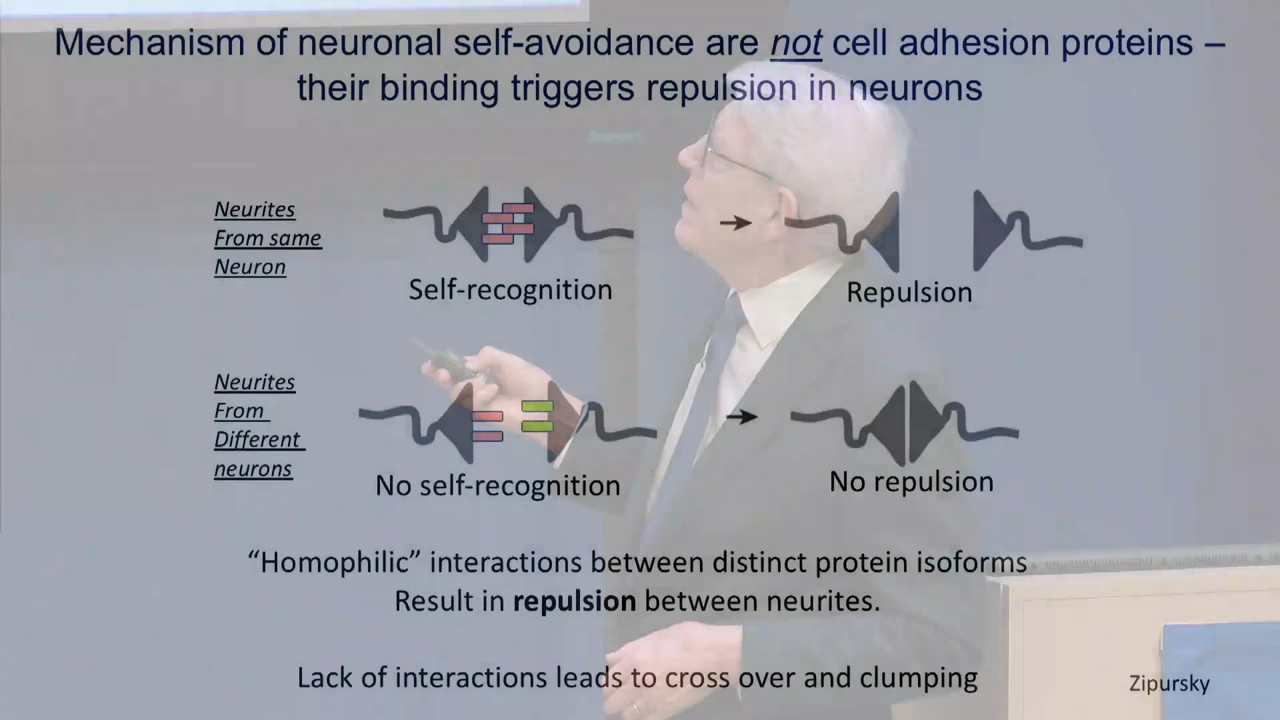 Mechanism of neuronal self-avoidance are not cell adhesion proteins –
their binding triggers repulsion in neurons
Neurites
From same
Neuron
Self-recognition
Repulsion
Neurites
From
Different
neurons
No self-recognition
No repulsion
“Homophilic” interactions between distinct protein isoforms
Result in repulsion between neurites.
Lack of interactions leads to cross over and clumping
Zipursky